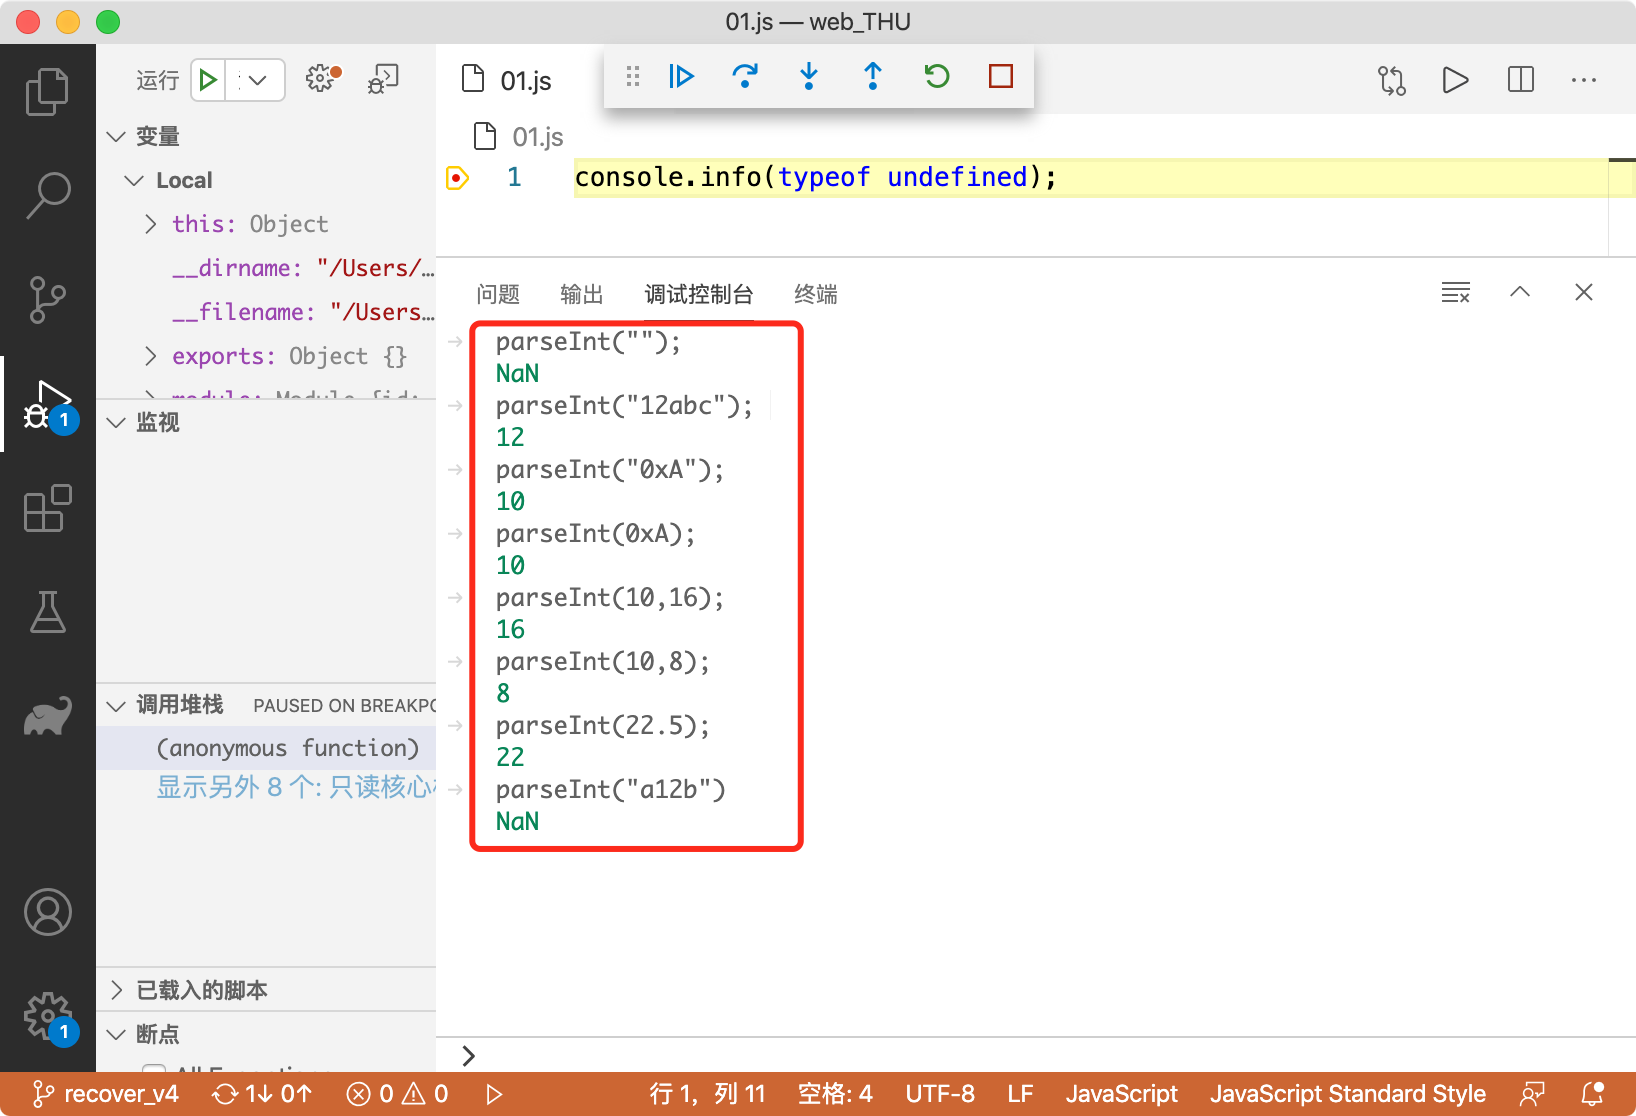 01.js — web_THU
运行
01.js
变量
01.js
Local
1 console.info(typeof undefined);
this: Object
__dirname: "/Users/…
__filename: "/Users…
exports: Object {}
监视
调用堆栈 PAUSED ON BREAKPO
(anonymous function)
显示另外 8 个: 只读核心
已载入的脚本
断点
1
1
问题 输出 调试控制台 终端
parseInt("");
NaN
parseInt("12abc");
12
parseInt("0xA");
10
parseInt(0xA);
10
parseInt(10,16);
16
parseInt(10,8);
8
parseInt(22.5);
22
parseInt("a12b")
NaN
recover_v4 1↓ 0↑ 0 0 行 1, 列 11 空格: 4 UTF-8 LF JavaScript JavaScript Standard Style